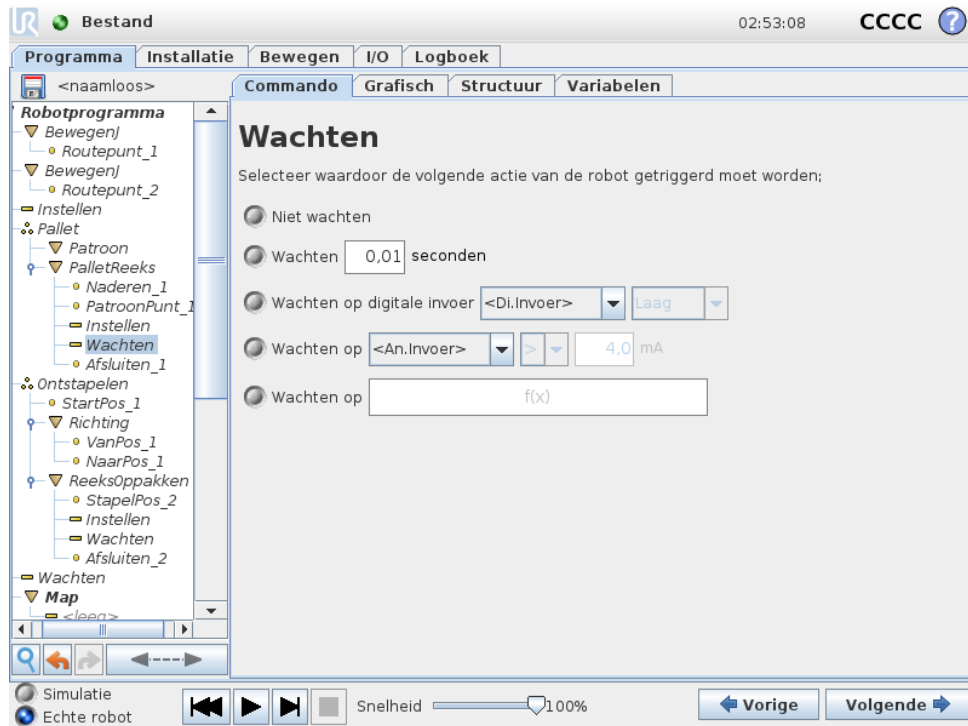 UR Bestand 02:53:08 CCCC ?
Programma Installatie Bewegen I/O Logboek
<naamloos>
Commando Grafisch Structuur Variabelen
Robotprogramma
BewegenJ
Routepunt_1
BewegenJ
Routepunt_2
Instellen
Pallet
Patroon
PalletReeks
Naderen_1
PatroonPunt_1
Instellen
Wachten
Afsluiten_1
Ontstapelen
StartPos_1
Richting
VanPos_1
NaarPos_1
ReeksOppakken
StapelPos_2
Instellen
Wachten
Afsluiten_2
Wachten
Map
<leeg>
Wachten
Selecteer waardoor de volgende actie van de robot getriggerd moet worden;
Niet wachten
Wachten 0,01 seconden
Wachten op digitale invoer <Di.Invoer> Laag
Wachten op <An.Invoer> > 4,0 mA
Wachten op f(x)
Simulatie
Echte robot
Snelheid 100%
Vorige Volgende